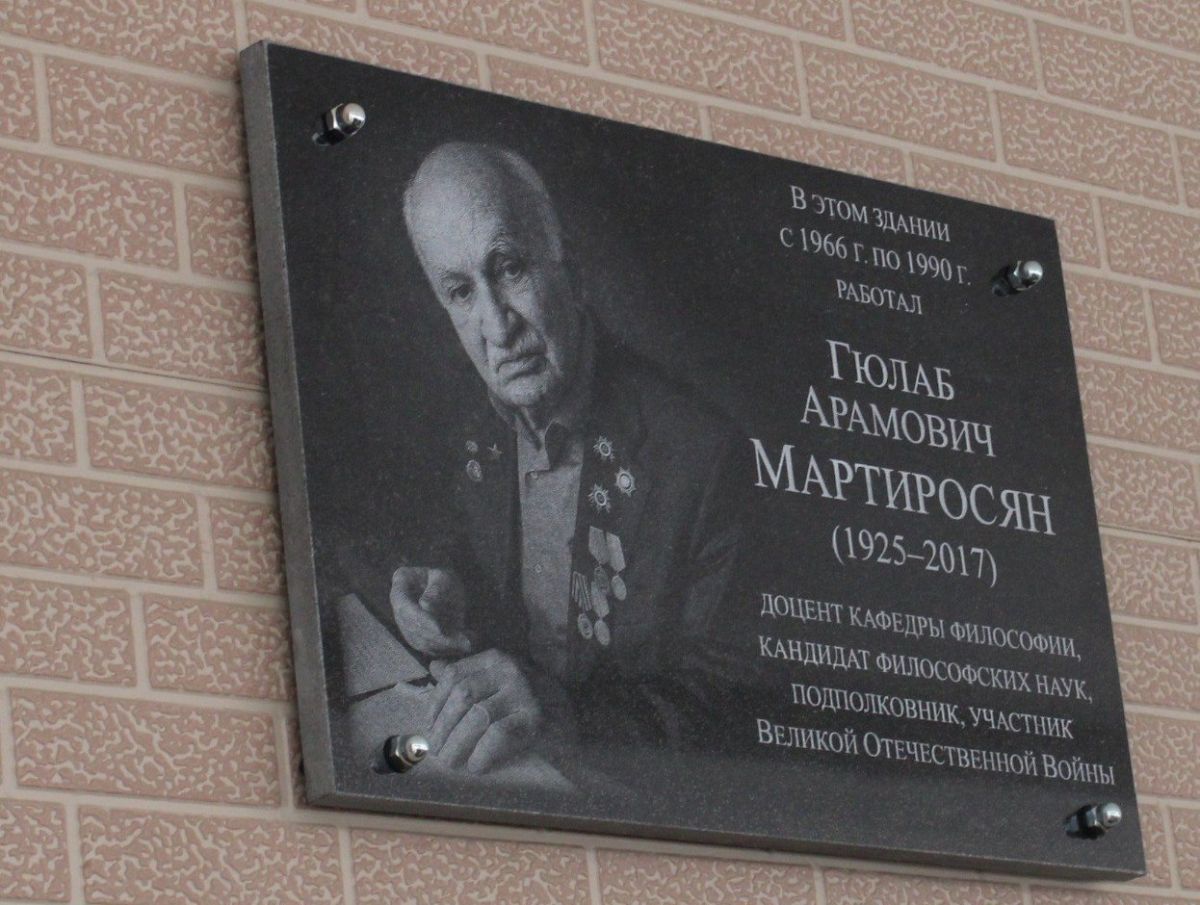 В этом здании
с 1966 г. по 1990 г.
работал
Гюлаб
Арамович
Мартиросян
(1925–2017)
доцент кафедры философии,
кандидат философских наук,
подполковник, участник
Великой Отечественной Войны